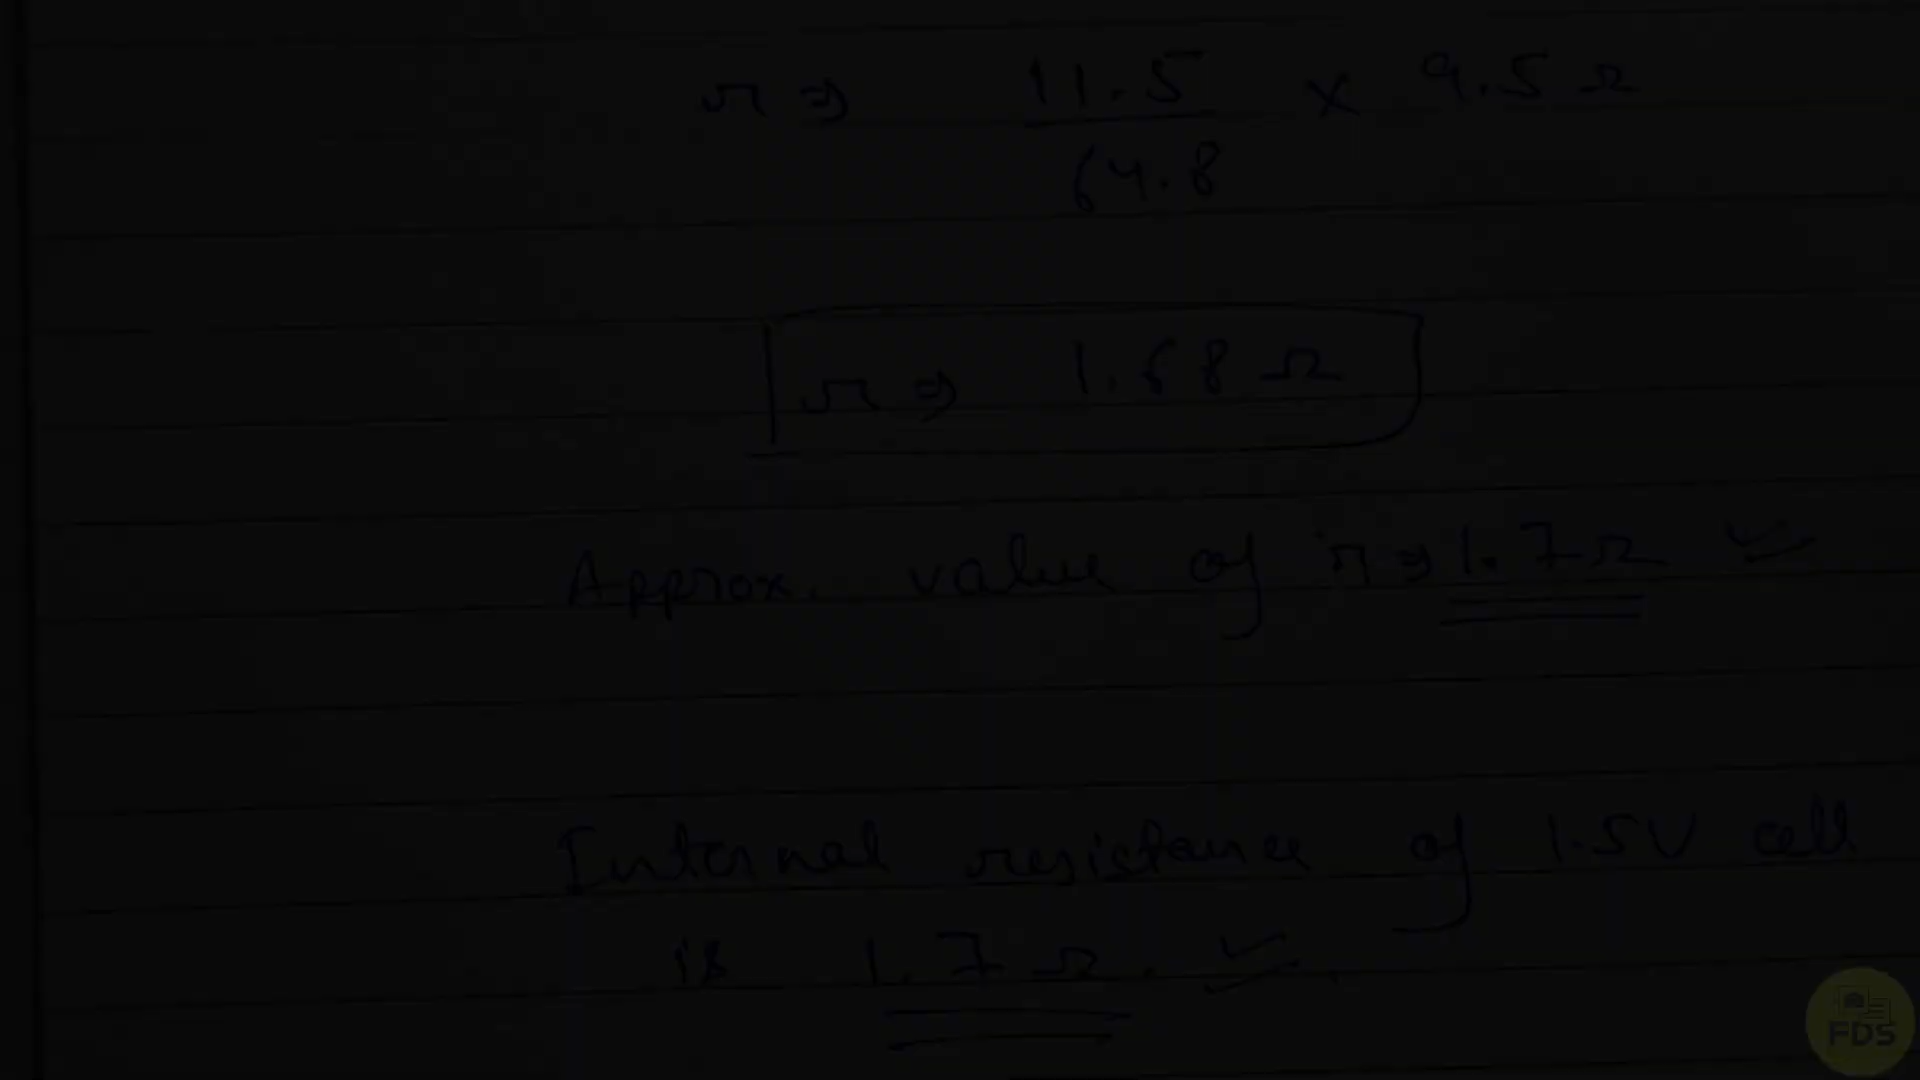 r ⇒ 11.5 / 64.8 × 9.5 Ω
r ⇒ 1.68 Ω
Approx. value of r ⇒ 1.7 Ω
Internal resistance of 1.5V cell
is 1.7 Ω.
FDS